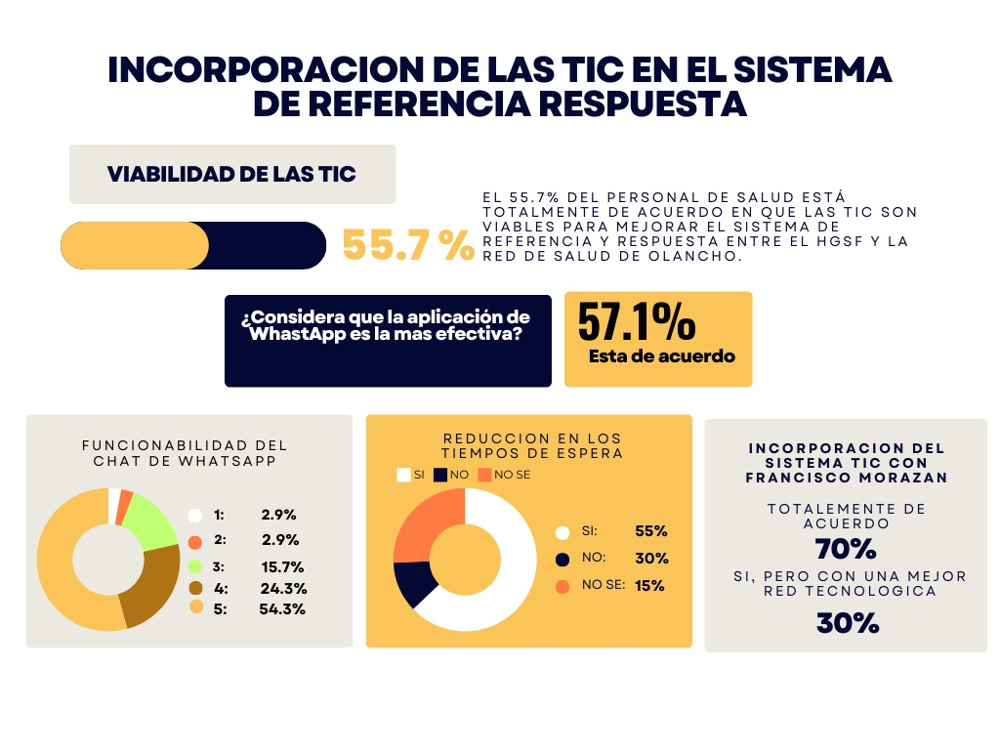 INCORPORACION DE LAS TIC EN EL SISTEMA
DE REFERENCIA RESPUESTA
VIABILIDAD DE LAS TIC
55.7 %
EL 55.7% DEL PERSONAL DE SALUD ESTÁ
TOTALMENTE DE ACUERDO EN QUE LAS TIC SON
VIABLES PARA MEJORAR EL SISTEMA DE
REFERENCIA Y RESPUESTA ENTRE EL HGSF Y LA
RED DE SALUD DE OLANCHO.
¿Considera que la aplicación de
WhastApp es la mas efectiva?
57.1%
Esta de acuerdo
FUNCIONABILIDAD DEL
CHAT DE WHATSAPP
1: 2.9%
2: 2.9%
3: 15.7%
4: 24.3%
5: 54.3%
REDUCCION EN LOS
TIEMPOS DE ESPERA
SI NO NO SE
SI: 55%
NO: 30%
NO SE: 15%
INCORPORACION DEL
SISTEMA TIC CON
FRANCISCO MORAZAN
TOTALEMENTE DE
ACUERDO
70%
SI, PERO CON UNA MEJOR
RED TECNOLOGICA
30%